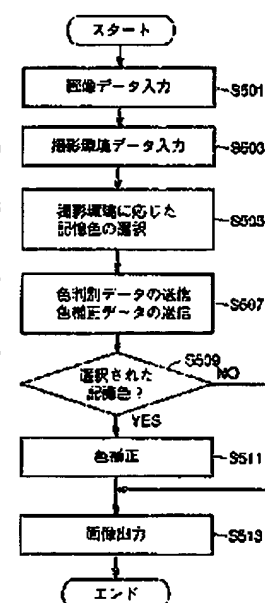 スタート
画像データ入力
S501
撮影環境データ入力
S503
撮影環境に応じた
記憶色の選択
S505
色判別データの送信
色補正データの送信
S507
選択された
記憶色?
S509
NO
YES
色補正
S511
画像出力
S513
エンド